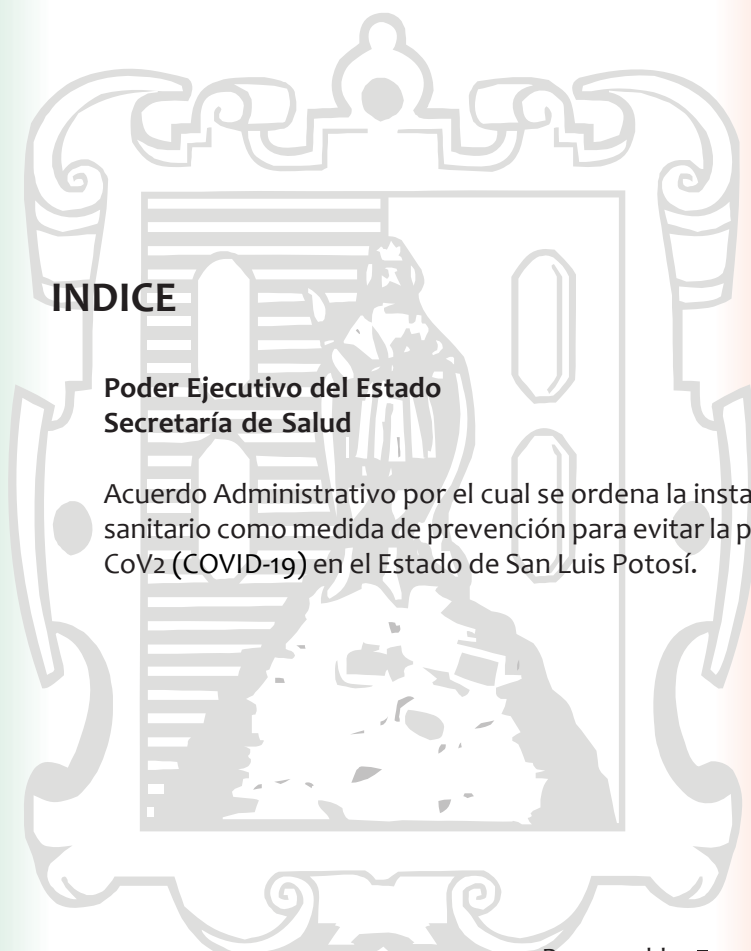 INDICE
Poder Ejecutivo del Estado
Secretaría de Salud
Acuerdo Administrativo por el cual se ordena la insta
sanitario como medida de prevención para evitar la p
CoV2 (COVID-19) en el Estado de San Luis Potosí.